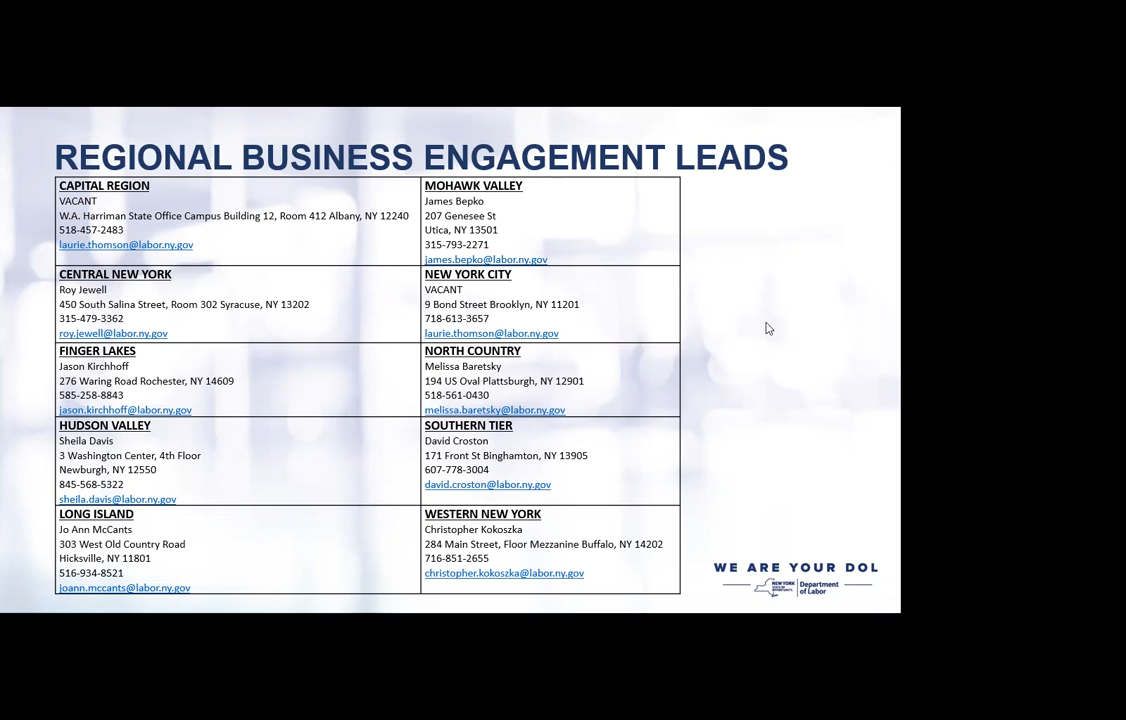 REGIONAL BUSINESS ENGAGEMENT LEADS
CAPITAL REGION
VACANT
W.A. Harriman State Office Campus Building 12, Room 412 Albany, NY 12240
518-457-2483
laurie.thomson@labor.ny.gov
MOHAWK VALLEY
James Bepko
207 Genesee St
Utica, NY 13501
315-793-2271
james.bepko@labor.ny.gov
CENTRAL NEW YORK
Roy Jewell
450 South Salina Street, Room 302 Syracuse, NY 13202
315-479-3362
roy.jewell@labor.ny.gov
NEW YORK CITY
VACANT
9 Bond Street Brooklyn, NY 11201
718-613-3657
laurie.thomson@labor.ny.gov
FINGER LAKES
Jason Kirchhoff
276 Waring Road Rochester, NY 14609
585-258-8843
jason.kirchhoff@labor.ny.gov
NORTH COUNTRY
Melissa Baretsky
194 US Oval Plattsburgh, NY 12901
518-561-0430
melissa.baretsky@labor.ny.gov
HUDSON VALLEY
Sheila Davis
3 Washington Center, 4th Floor
Newburgh, NY 12550
845-568-5322
sheila.davis@labor.ny.gov
SOUTHERN TIER
David Croston
171 Front St Binghamton, NY 13905
607-778-3004
david.croston@labor.ny.gov
LONG ISLAND
Jo Ann McCants
303 West Old Country Road
Hicksville, NY 11801
516-934-8521
joann.mccants@labor.ny.gov
WESTERN NEW YORK
Christopher Kokoszka
284 Main Street, Floor Mezzanine Buffalo, NY 14202
716-851-2655
christopher.kokoszka@labor.ny.gov
WE ARE YOUR DOL
NEW YORK
STATE OF
OPPORTUNITY.
Department
of Labor